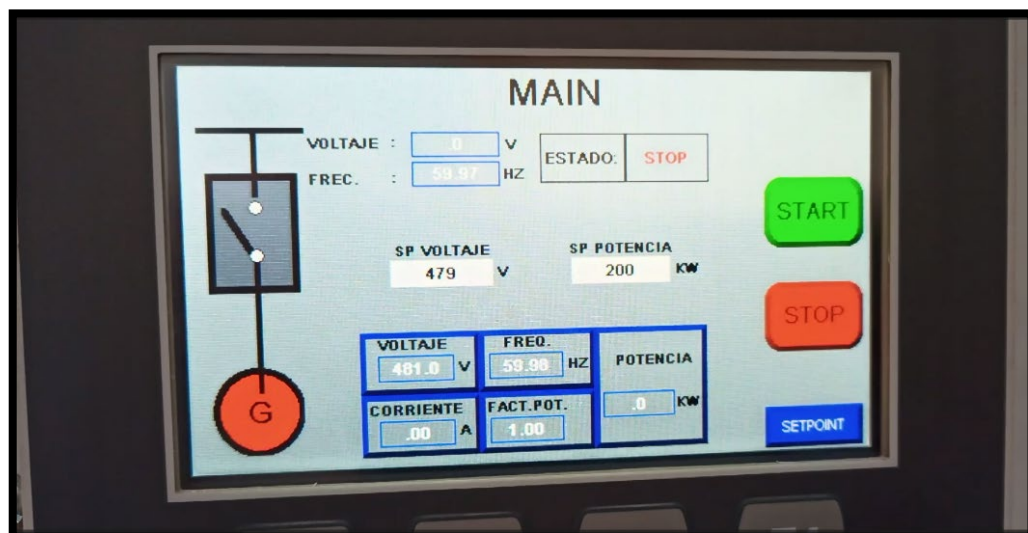 MAIN
VOLTAJE : .0 V
FREC. : 59.97 HZ
ESTADO: STOP
START
SP VOLTAJE
479 V
SP POTENCIA
200 KW
STOP
VOLTAJE
481.0 V
FREQ.
59.98 HZ
POTENCIA
.0 KW
CORRIENTE
.00 A
FACT.POT.
1.00
G
SETPOINT